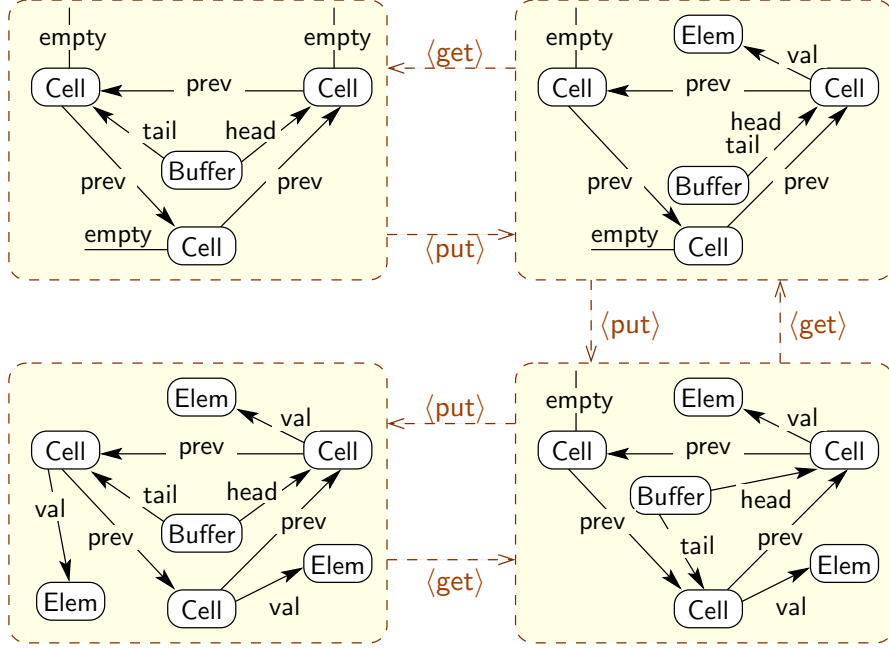 empty empty
Cell prev Cell
tail head
Buffer
prev prev
empty
Cell
⟨get⟩
⟨put⟩
empty Elem
val
Cell prev Cell
head
tail
prev Buffer prev
empty
Cell
⟨put⟩ ⟨get⟩
Elem
val
Cell prev Cell
tail head
val
Buffer prev
prev
Elem
Elem
Cell
val
⟨put⟩
⟨get⟩
empty Elem
val
Cell prev Cell
Buffer
head
prev
tail prev
Elem
Cell val